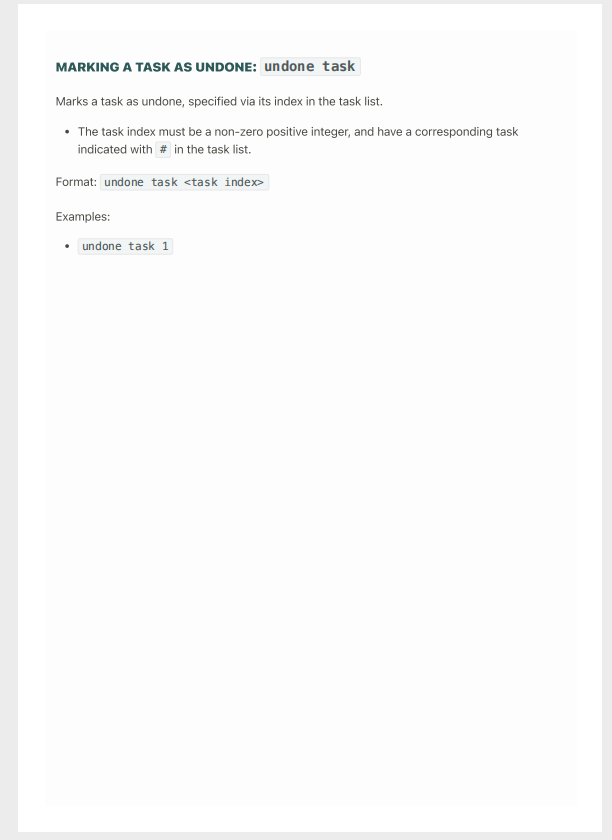 MARKING A TASK AS UNDONE: undone task
Marks a task as undone, specified via its index in the task list.
• The task index must be a non-zero positive integer, and have a corresponding task
indicated with # in the task list.
Format: undone task <task index>
Examples:
• undone task 1